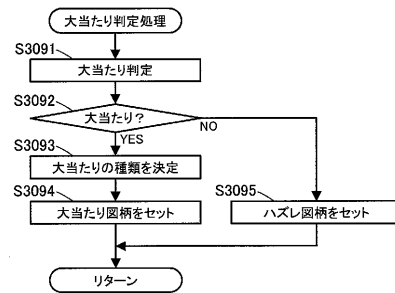 大当たり判定処理
S3091
大当たり判定
S3092
大当たり？
NO
YES
S3093
大当たりの種類を決定
S3094
大当たり図柄をセット
S3095
ハズレ図柄をセット
リターン